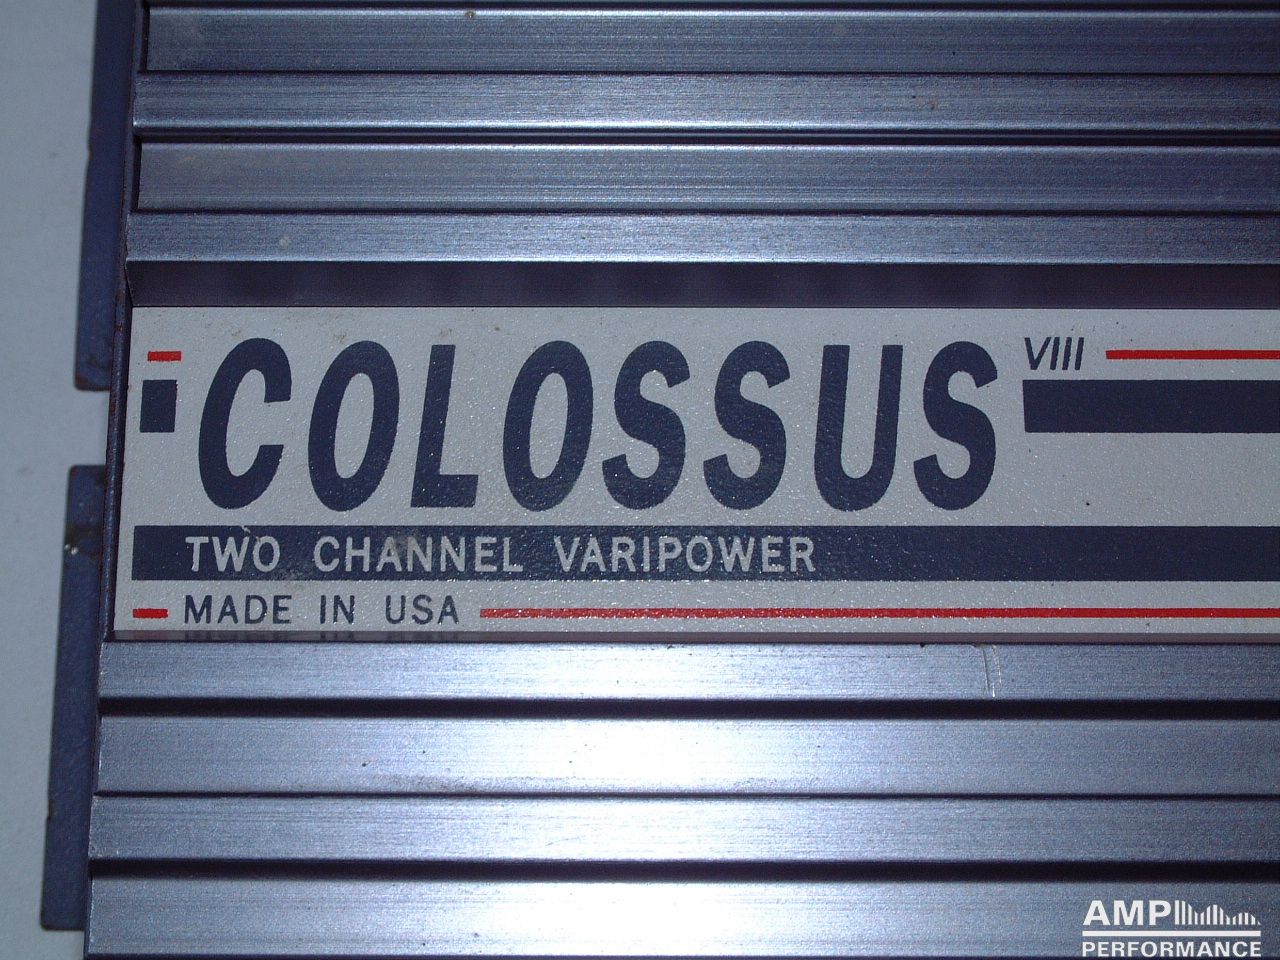 COLOSSUS VIII
TWO CHANNEL VARIPOWER
MADE IN USA
AMP
PERFORMANCE